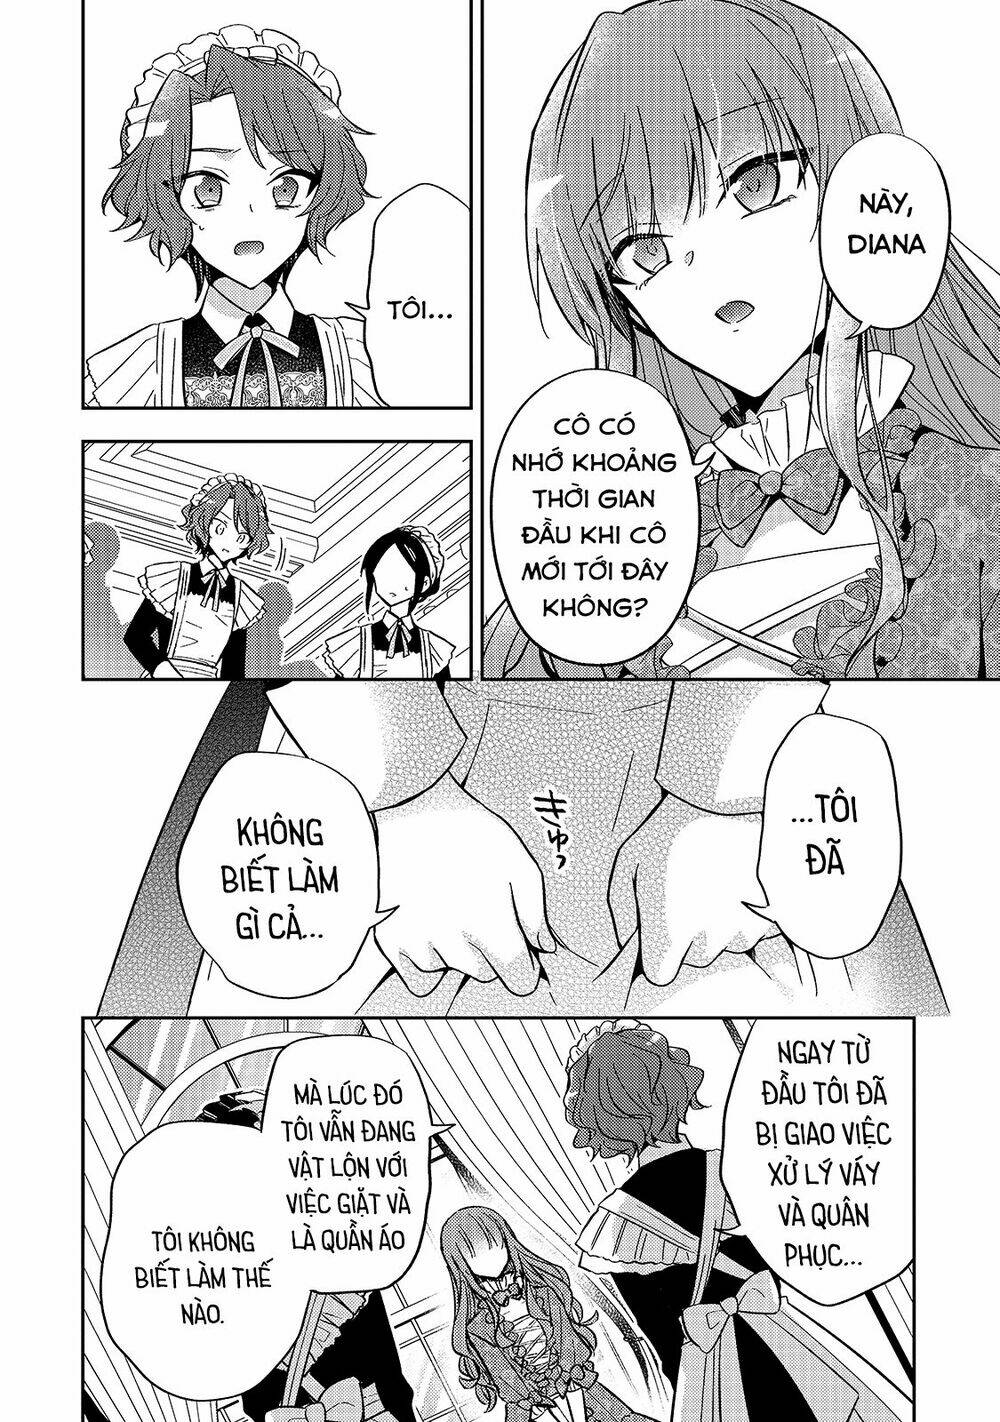 NÀY,
DIANA
CÔ CÓ
NHỚ KHOẢNG
THỜI GIAN
ĐẦU KHI CÔ
MỚI TỚI ĐÂY
KHÔNG?
TÔI...
...TÔI
ĐÃ
きゅっ
KHÔNG
BIẾT LÀM
GÌ CẢ...
NGAY TỪ
ĐẦU TÔI ĐÃ
BỊ GIAO VIỆC
XỬ LÝ VÁY
VÀ QUÂN
PHỤC...
MÀ LÚC ĐÓ
TÔI VẪN ĐANG
VẬT LỘN VỚI
VIỆC GIẶT VÀ
LÀ QUẦN ÁO
TÔI KHÔNG
BIẾT LÀM THẾ
NÀO.